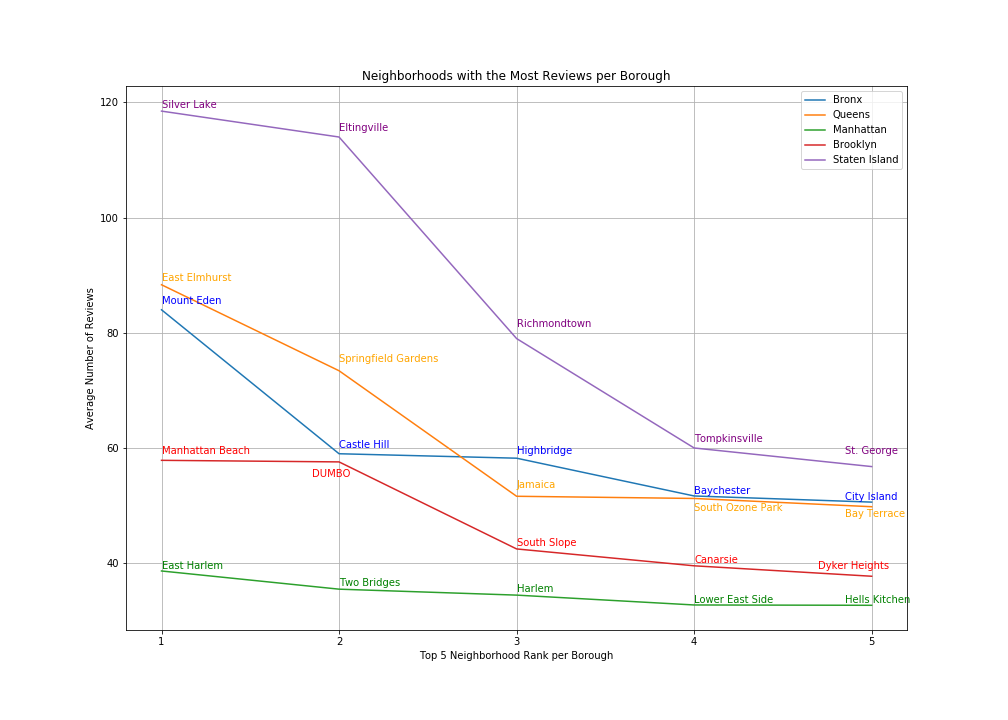 Neighborhoods with the Most Reviews per Borough
Bronx
Queens
Manhattan
Brooklyn
Staten Island
Average Number of Reviews
120
100
80
60
40
Silver Lake
Eltingville
Richmondtown
Tompkinsville
St. George
East Elmhurst
Springfield Gardens
Jamaica
South Ozone Park
Bay Terrace
Mount Eden
Castle Hill
Highbridge
Baychester
City Island
Manhattan Beach
DUMBO
South Slope
Canarsie
Dyker Heights
East Harlem
Two Bridges
Harlem
Lower East Side
Hells Kitchen
1 2 3 4 5
Top 5 Neighborhood Rank per Borough